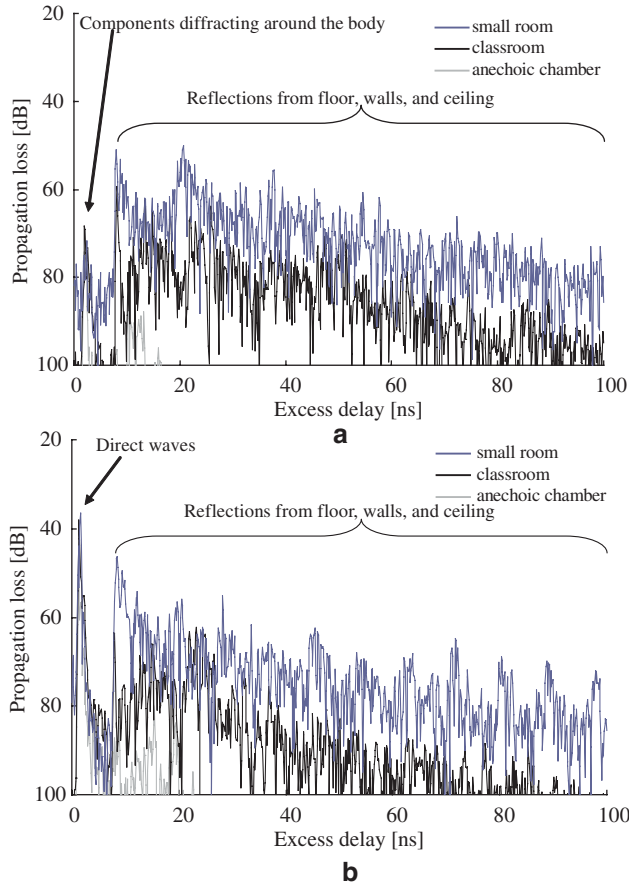 20
Components diffracting around the body
small room
classroom
anechoic chamber
Reflections from floor, walls, and ceiling
40
60
80
100
Propagation loss [dB]
0
20
40
60
80
100
Excess delay [ns]
a
20
Direct waves
small room
classroom
anechoic chamber
Reflections from floor, walls, and ceiling
40
60
80
100
Propagation loss [dB]
0
20
40
60
80
100
Excess delay [ns]
b